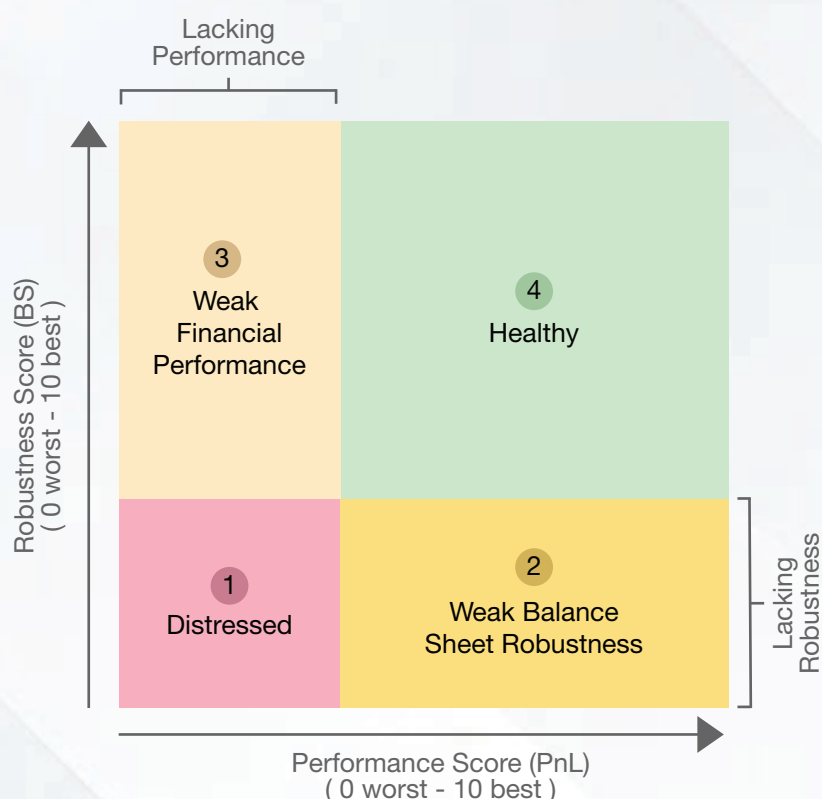 Lacking
Performance
Robustness Score (BS)
( 0 worst - 10 best )
3
Weak
Financial
Performance
4
Healthy
1
Distressed
2
Weak Balance
Sheet Robustness
Lacking
Robustness
Performance Score (PnL)
( 0 worst - 10 best )